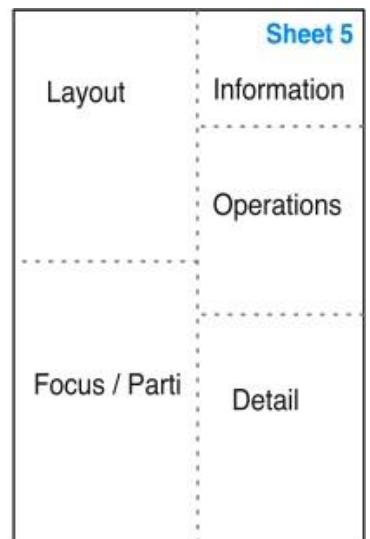 Sheet 5
Layout
Information
Operations
Focus / Parti
Detail